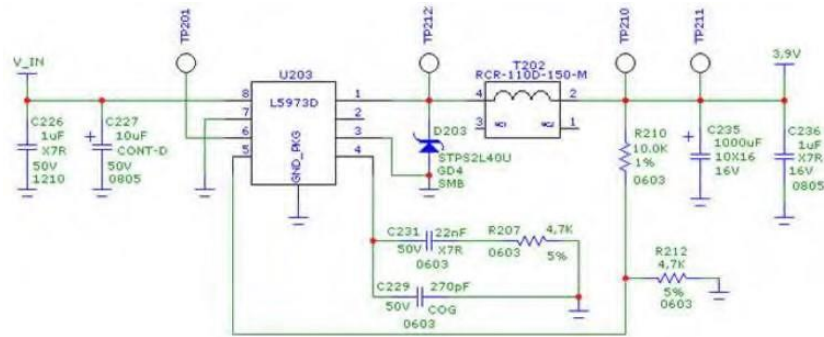 TP201
TP212
TP210
TP211
V_IN
U203
L5973D
GND_PKG
8
7
6
5
1
2
3
4
T202
RCR-110D-150-M
4
2
3
1
NC1
NC2
3,9V
C226
1uF
X7R
50V
1210
+
C227
10uF
CONT-D
50V
0805
D203
STPS2L40U
GD4
SMB
R210
10.0K
1%
0603
+
C235
1000uF
10X16
16V
C236
1uF
X7R
16V
0805
C231
22nF
50V
X7R
0603
R207
4,7K
0603
5%
C229
270pF
50V
COG
0603
R212
4,7K
5%
0603